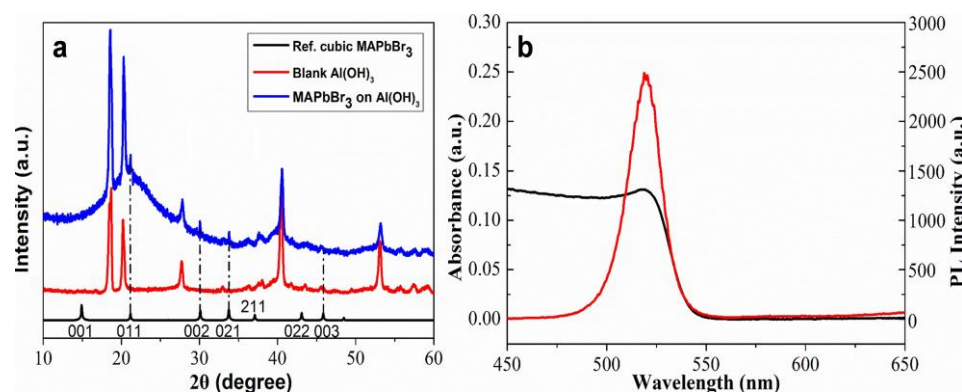 a
Ref. cubic MAPbBr3
Blank Al(OH)3
MAPbBr3 on Al(OH)3
Intensity (a.u.)
001 011 002 021 211 022 003
10 20 30 40 50 60
2θ (degree)
b
0.30
0.25
0.20
0.15
0.10
0.05
0.00
Absorbance (a.u.)
3000
2500
2000
1500
1000
500
0
PL Intensity (a.u.)
450 500 550 600 650
Wavelength (nm)